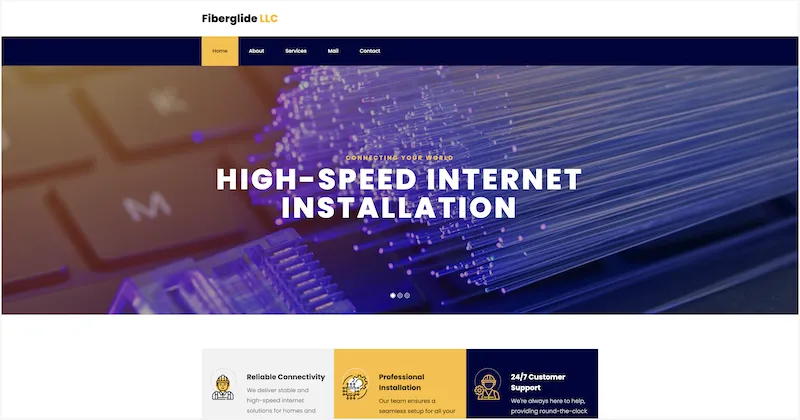 Fiberglide LLC
Home About Services Mail Contact
K
CONNECTING YOUR WORLD
HIGH-SPEED INTERNET
INSTALLATION
M
Reliable Connectivity
We deliver stable and
high-speed internet
solutions for homes and
Professional
Installation
Our team ensures a
seamless setup for all your
24/7 Customer
Support
We're always here to help,
providing round-the-clock